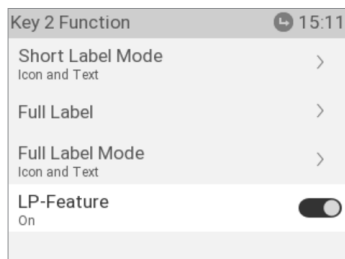 Key 2 Function 15:11
Short Label Mode
Icon and Text
Full Label
Full Label Mode
Icon and Text
LP-Feature
On